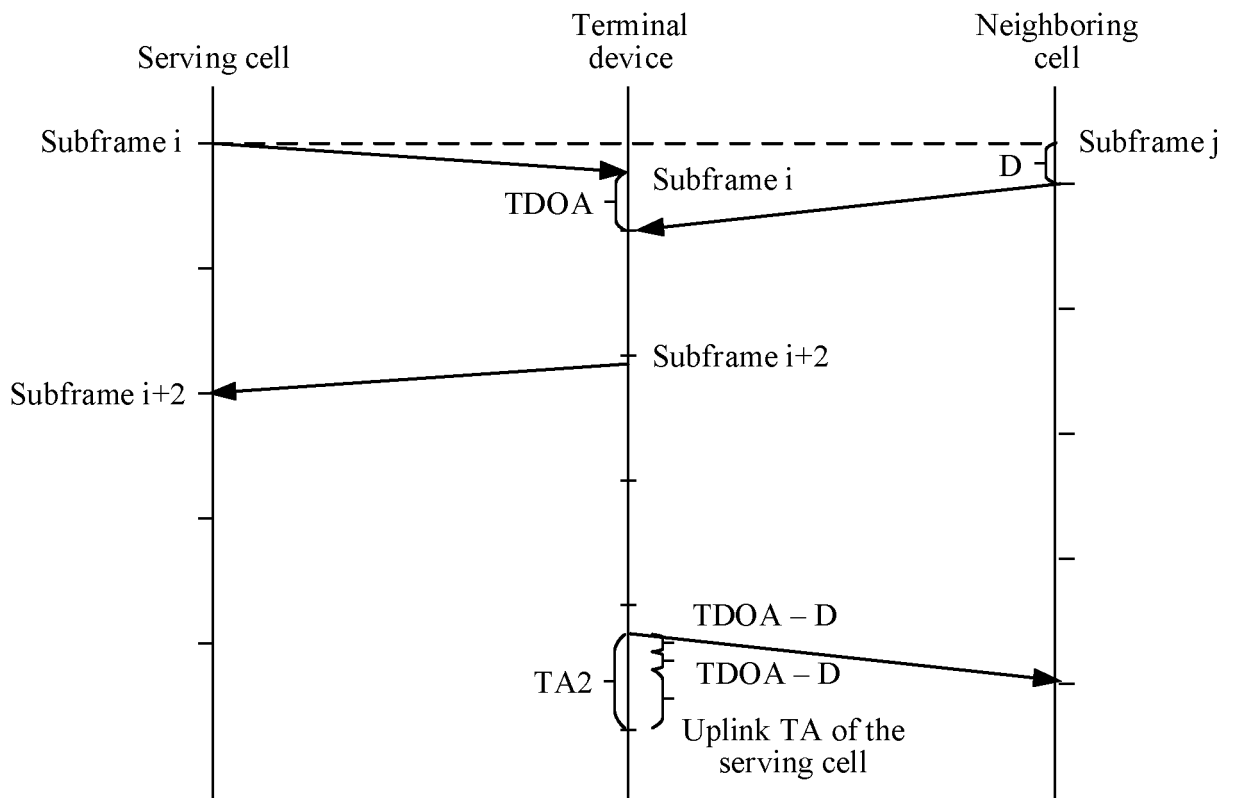 Serving cell
Terminal
device
Neighboring
cell
Subframe i
Subframe j
D
Subframe i
TDOA
Subframe i+2
Subframe i+2
TDOA – D
TA2
TDOA – D
Uplink TA of the
serving cell